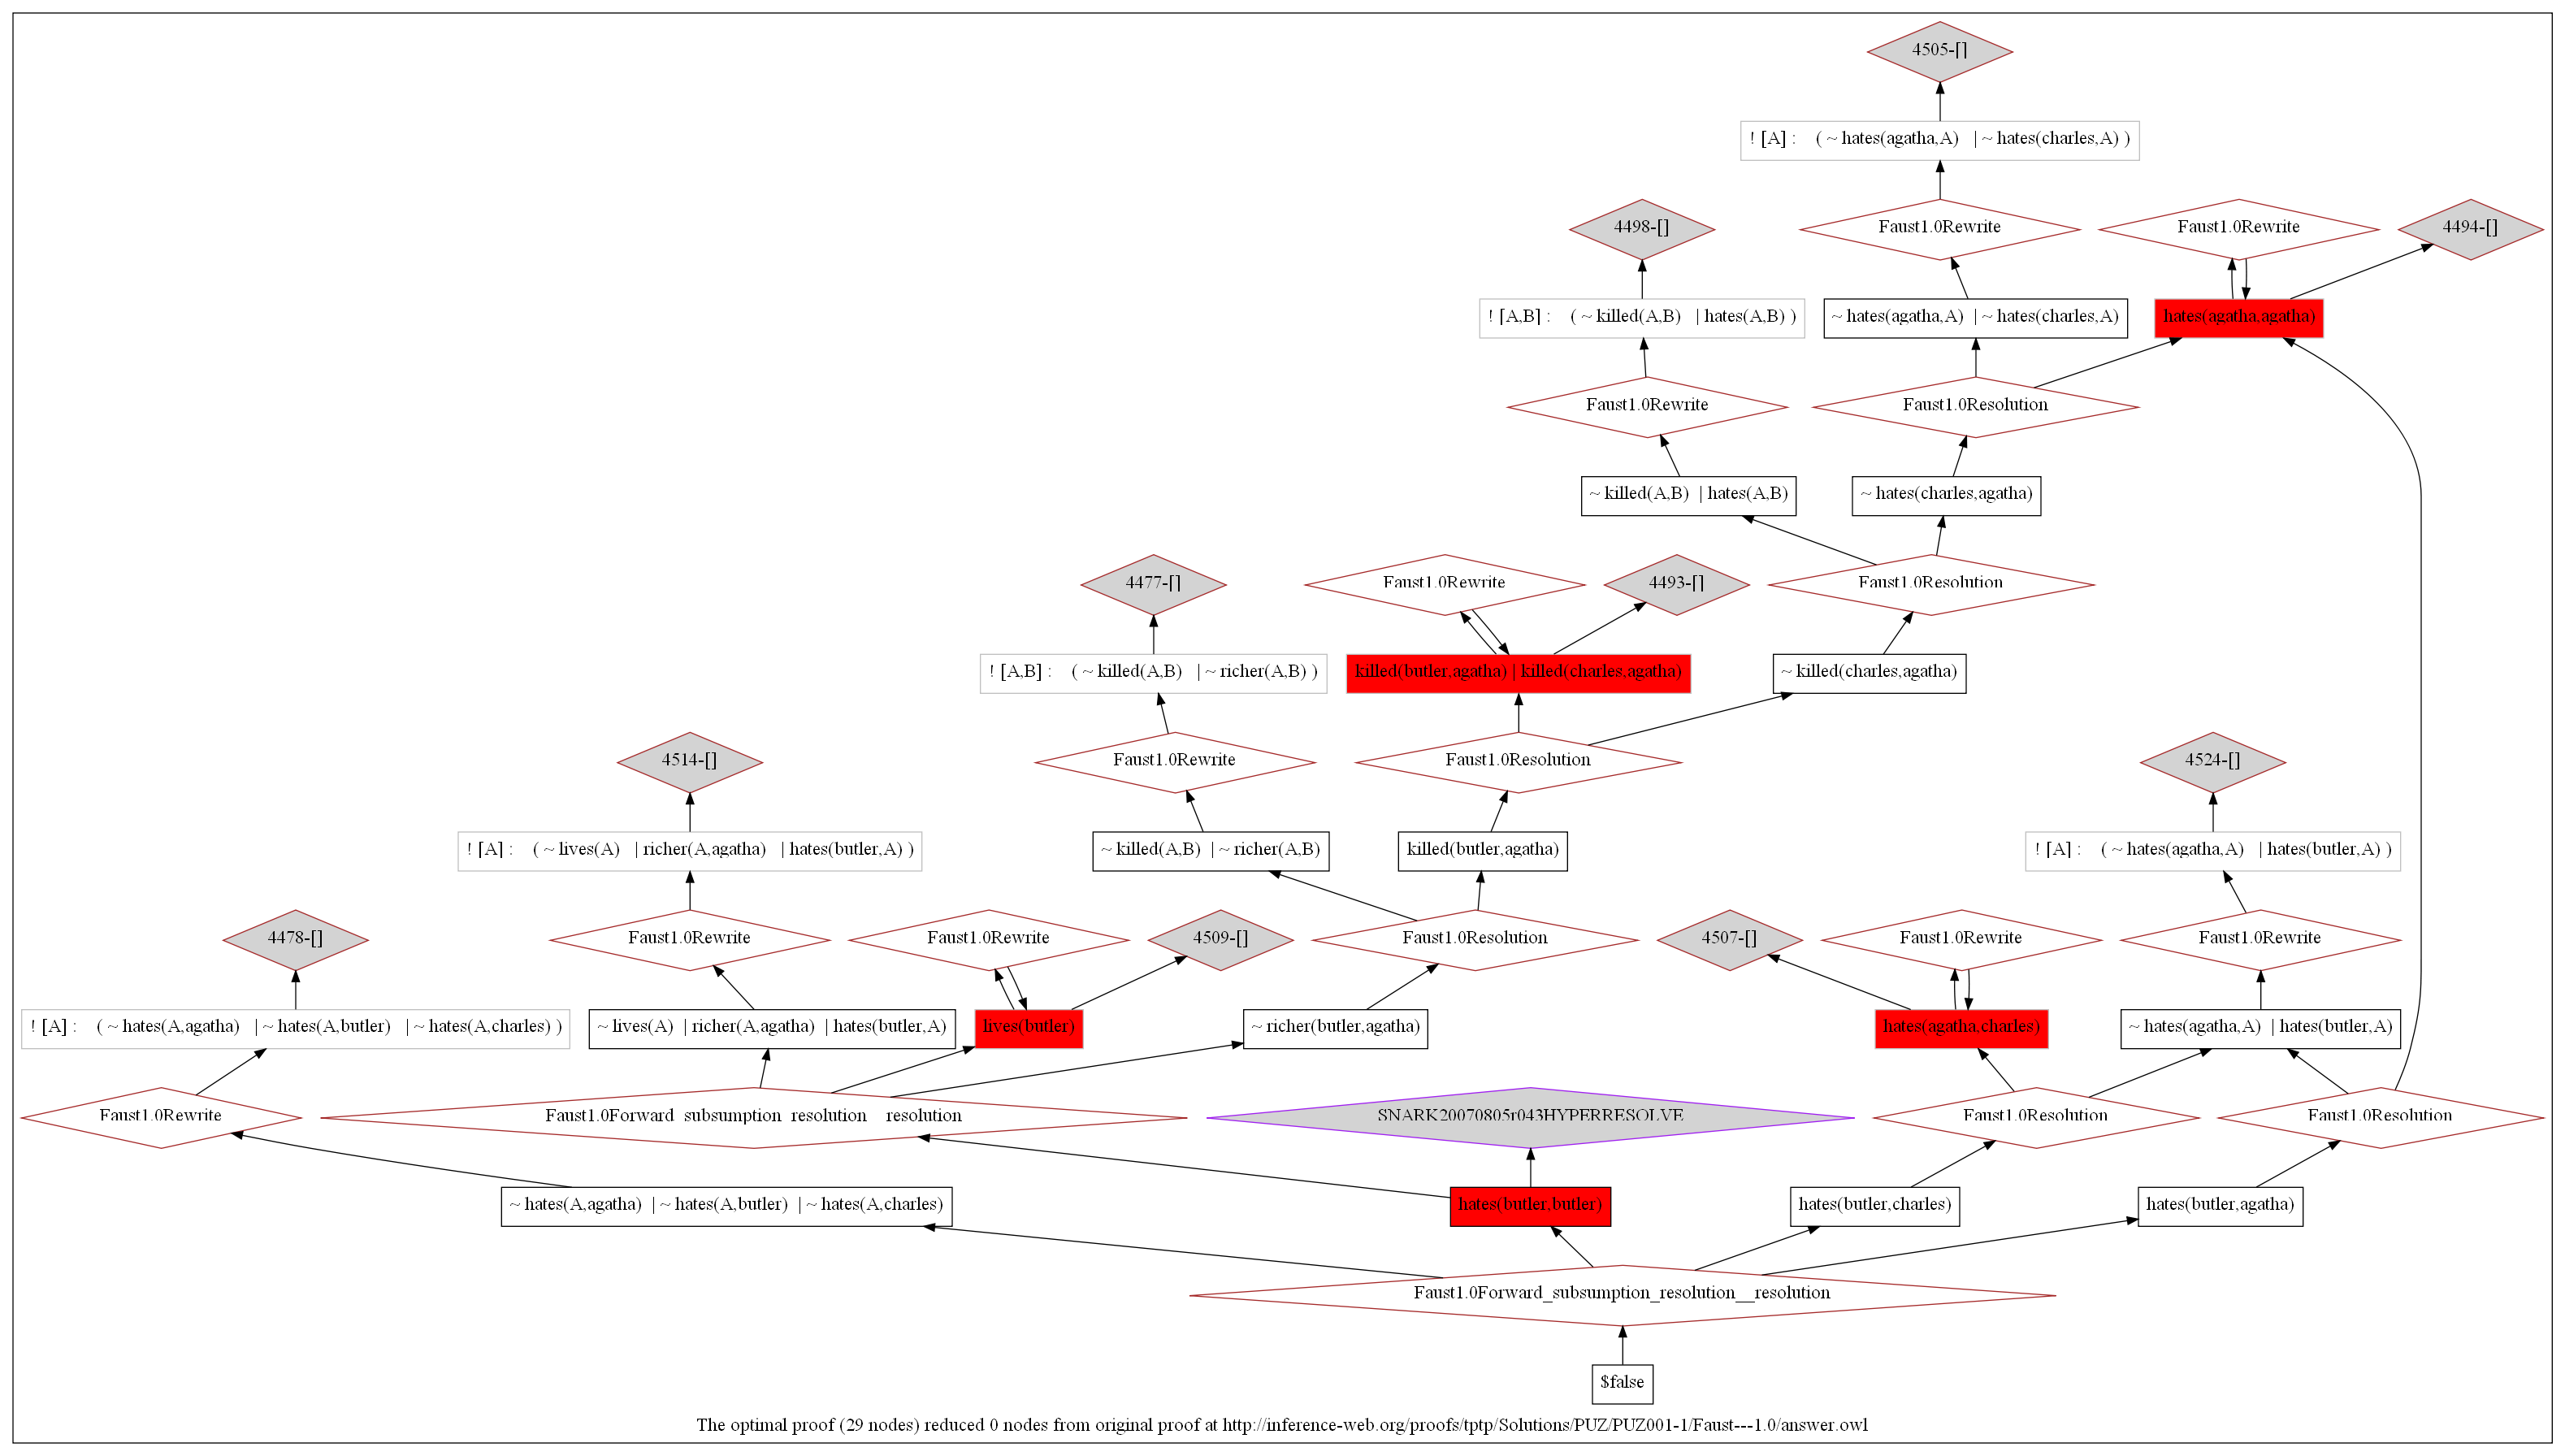 4505-[]
! [A] : ( ~ hates(agatha,A) | ~ hates(charles,A) )
4498-[]
Faust1.0Rewrite
Faust1.0Rewrite
4494-[]
! [A,B] : ( ~ killed(A,B) | hates(A,B) )
~ hates(agatha,A) | ~ hates(charles,A)
hates(agatha,agatha)
Faust1.0Rewrite
Faust1.0Resolution
~ killed(A,B) | hates(A,B)
~ hates(charles,agatha)
4477-[]
Faust1.0Rewrite
4493-[]
Faust1.0Resolution
! [A,B] : ( ~ killed(A,B) | ~ richer(A,B) )
killed(butler,agatha) | killed(charles,agatha)
~ killed(charles,agatha)
4514-[]
Faust1.0Rewrite
Faust1.0Resolution
4524-[]
! [A] : ( ~ lives(A) | richer(A,agatha) | hates(butler,A) )
~ killed(A,B) | ~ richer(A,B)
killed(butler,agatha)
! [A] : ( ~ hates(agatha,A) | hates(butler,A) )
4478-[]
Faust1.0Rewrite
Faust1.0Rewrite
4509-[]
Faust1.0Resolution
4507-[]
Faust1.0Rewrite
Faust1.0Rewrite
! [A] : ( ~ hates(A,agatha) | ~ hates(A,butler) | ~ hates(A,charles) )
~ lives(A) | richer(A,agatha) | hates(butler,A)
lives(butler)
~ richer(butler,agatha)
hates(agatha,charles)
~ hates(agatha,A) | hates(butler,A)
Faust1.0Rewrite
Faust1.0Forward_subsumption_resolution__resolution
SNARK20070805r043HYPERRESOLVE
Faust1.0Resolution
Faust1.0Resolution
~ hates(A,agatha) | ~ hates(A,butler) | ~ hates(A,charles)
hates(butler,butler)
hates(butler,charles)
hates(butler,agatha)
Faust1.0Forward_subsumption_resolution__resolution
$false
The optimal proof (29 nodes) reduced 0 nodes from original proof at http://inference-web.org/proofs/tptp/Solutions/PUZ/PUZ001-1/Faust---1.0/answer.owl